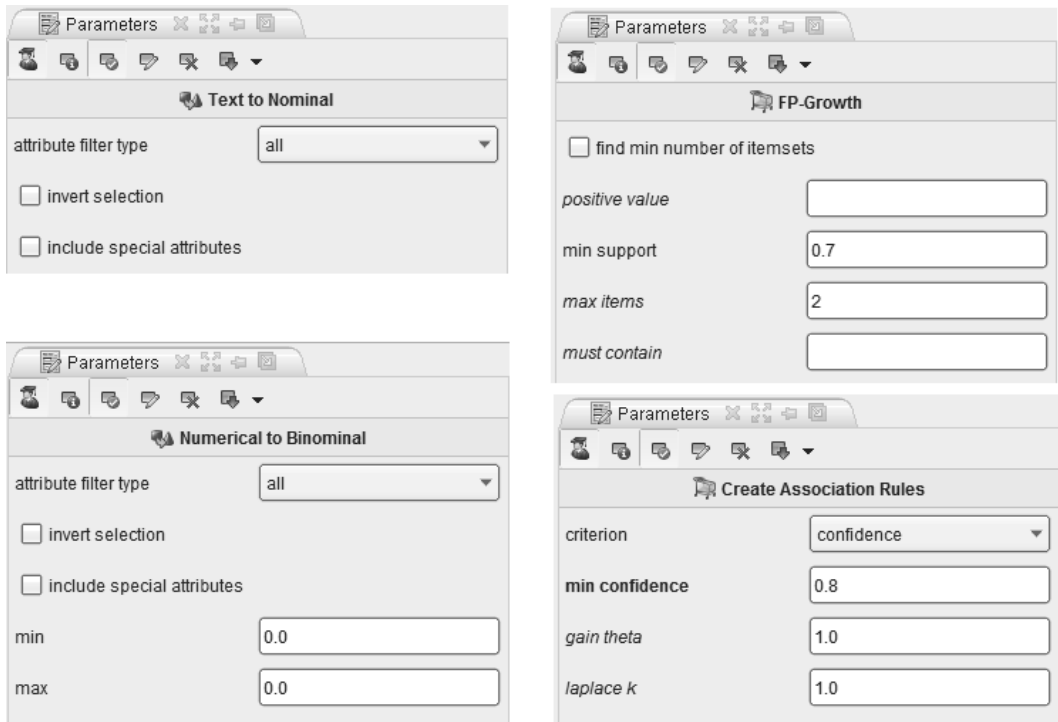 Parameters
Text to Nominal
attribute filter type all
invert selection
include special attributes
Parameters
Numerical to Binominal
attribute filter type all
invert selection
include special attributes
min 0.0
max 0.0
Parameters
FP-Growth
find min number of itemsets
positive value
min support 0.7
max items 2
must contain
Parameters
Create Association Rules
criterion confidence
min confidence 0.8
gain theta 1.0
laplace k 1.0